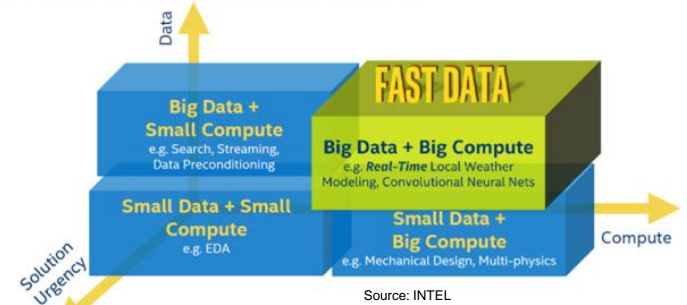 Data
FAST DATA
Big Data +
Small Compute
e.g. Search, Streaming,
Data Preconditioning
Big Data + Big Compute
e.g. Real-Time Local Weather
Modeling, Convolutional Neural Nets
Small Data + Small
Compute
e.g. EDA
Small Data +
Big Compute
e.g. Mechanical Design, Multi-physics
Compute
Solution
Urgency
Source: INTEL